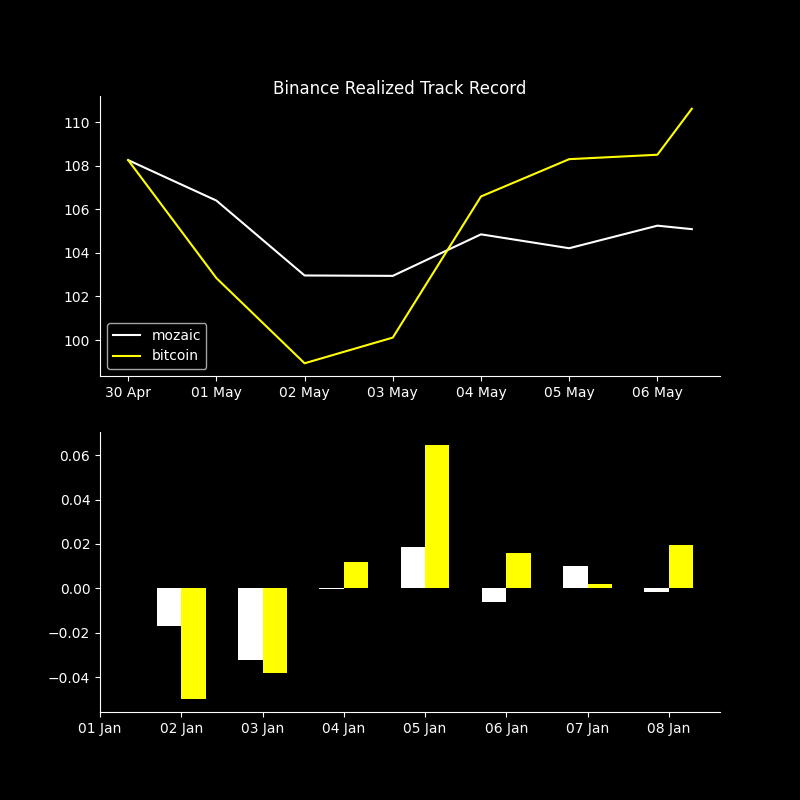 Binance Realized Track Record
110
108
106
104
102
100
mozaic
bitcoin
30 Apr 01 May 02 May 03 May 04 May 05 May 06 May
0.06
0.04
0.02
0.00
−0.02
−0.04
01 Jan 02 Jan 03 Jan 04 Jan 05 Jan 06 Jan 07 Jan 08 Jan